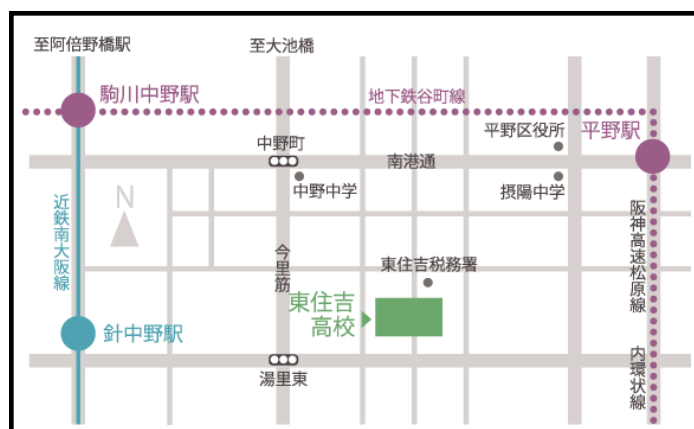 至阿倍野橋駅
至大池橋
駒川中野駅
地下鉄谷町線
平野区役所
平野駅
中野町
南港通
中野中学
摂陽中学
N
近鉄南大阪線
今里筋
阪神高速松原線
東住吉税務署
東住吉
高校
針中野駅
湯里東
内環状線